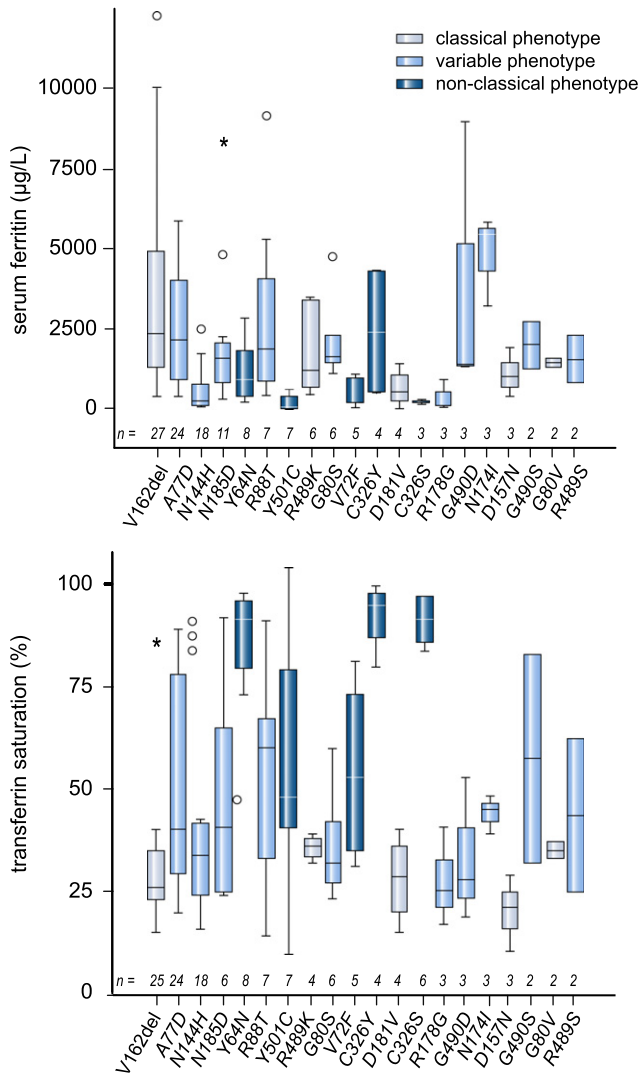 classical phenotype
variable phenotype
non-classical phenotype
serum ferritin (µg/L)
10000
7500
5000
2500
0
*
n = 27 24 18 11 8 7 7 6 6 5 4 4 3 3 3 3 3 2 2 2
V162del A77D N144H N185D Y64N R88T Y501C R489K G80S V72F C326Y D181V C326S R178G G490D N174I D157N G490S G80V R489S
transferrin saturation (%)
100
75
50
25
0
*
n = 25 24 18 6 8 7 7 4 6 5 4 4 6 3 3 3 3 2 2 2
V162del A77D N144H N185D Y64N R88T Y501C R489K G80S V72F C326Y D181V C326S R178G G490D N174I D157N G490S G80V R489S